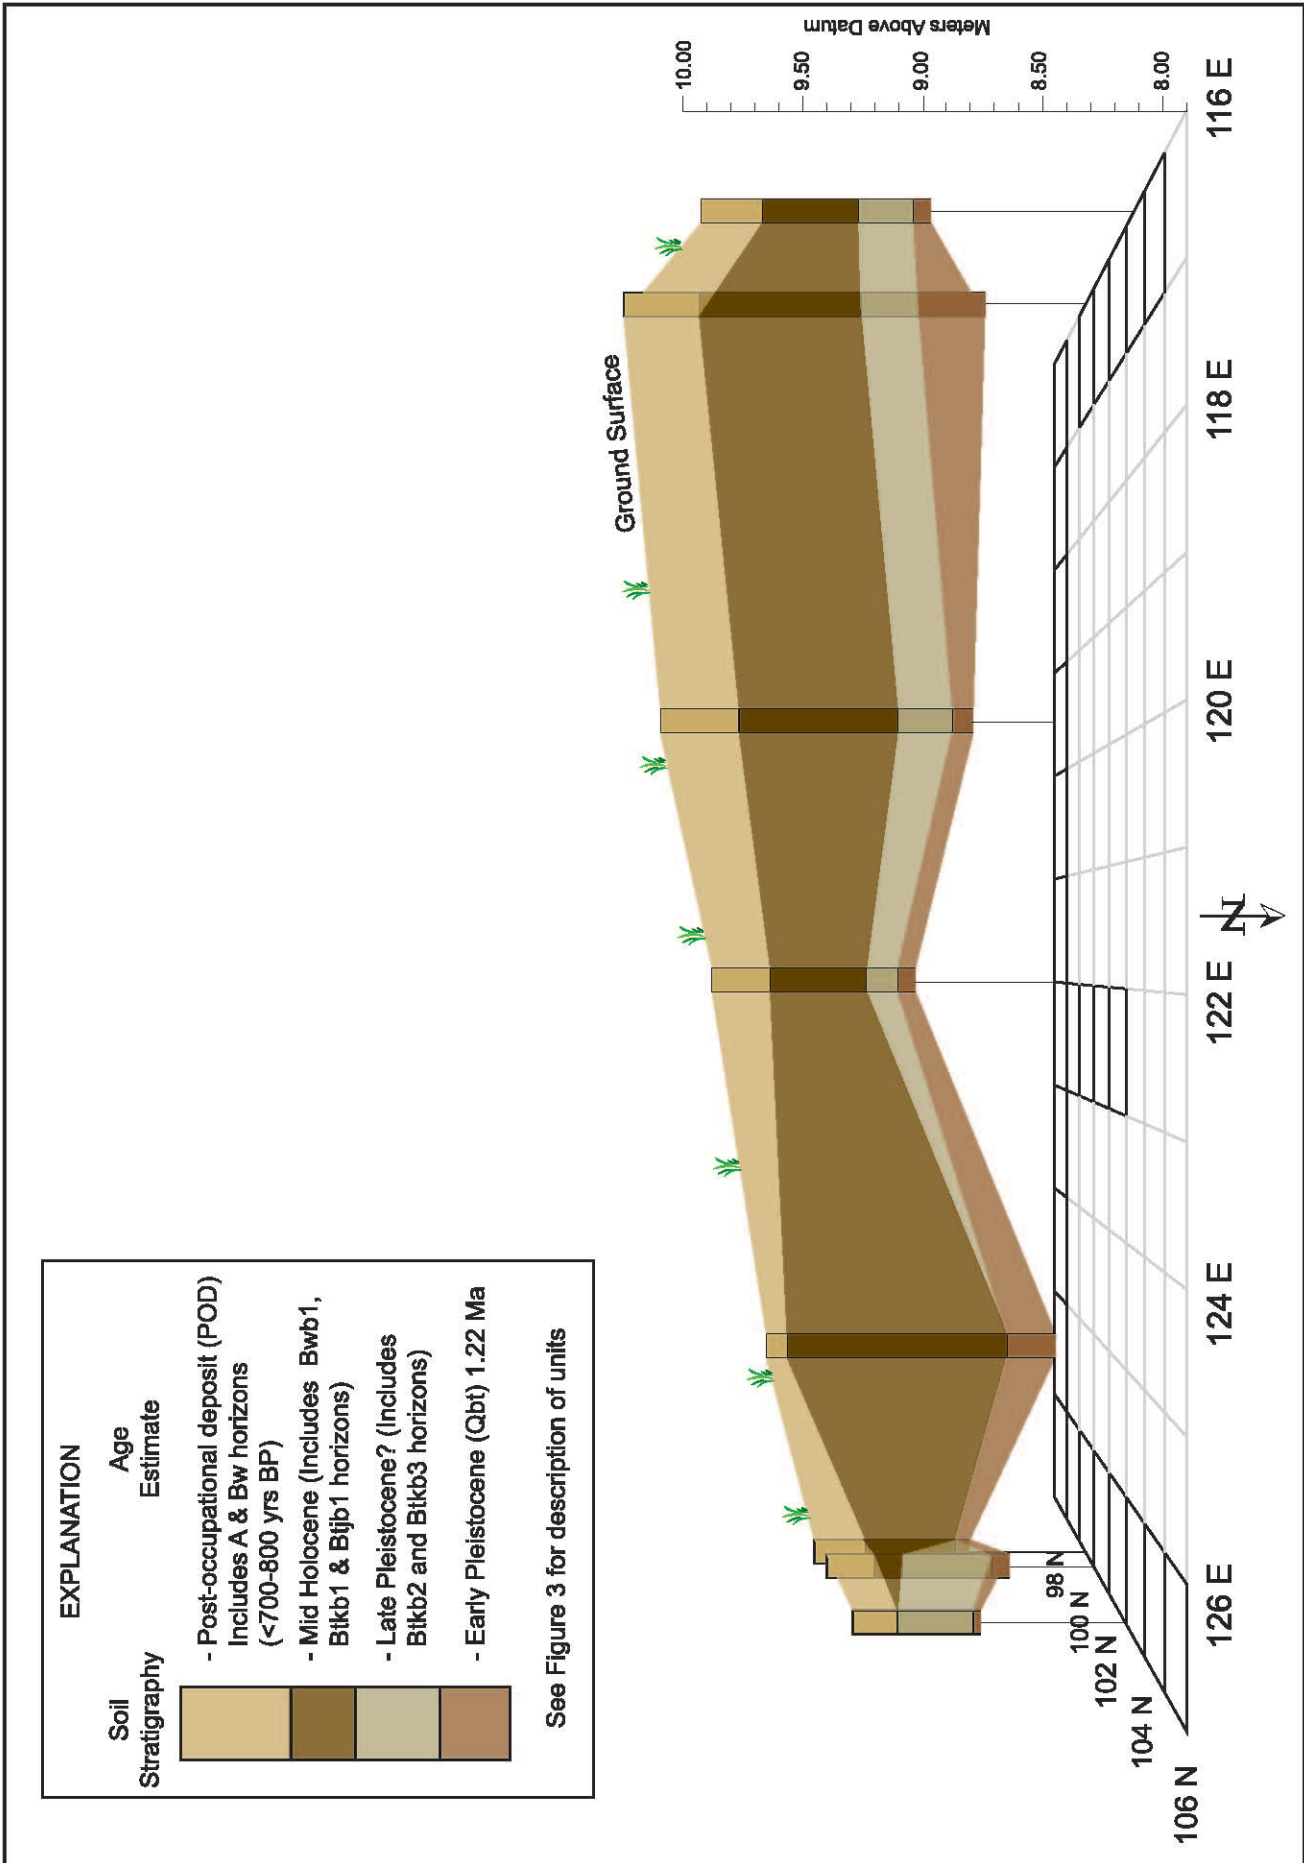 EXPLANATION
Soil
Stratigraphy
Age
Estimate
- Post-occupational deposit (POD)
Includes A & Bw horizons
(<700-800 yrs BP)
- Mid Holocene (Includes Bwb1,
Btkb1 & Btjb1 horizons)
- Late Pleistocene? (Includes
Btkb2 and Btkb3 horizons)
- Early Pleistocene (Qbt) 1.22 Ma
See Figure 3 for description of units
Ground Surface
10.00
9.50
9.00
8.50
8.00
Meters Above Datum
98 N
100 N
102 N
104 N
106 N
126 E
124 E
122 E
N
120 E
118 E
116 E